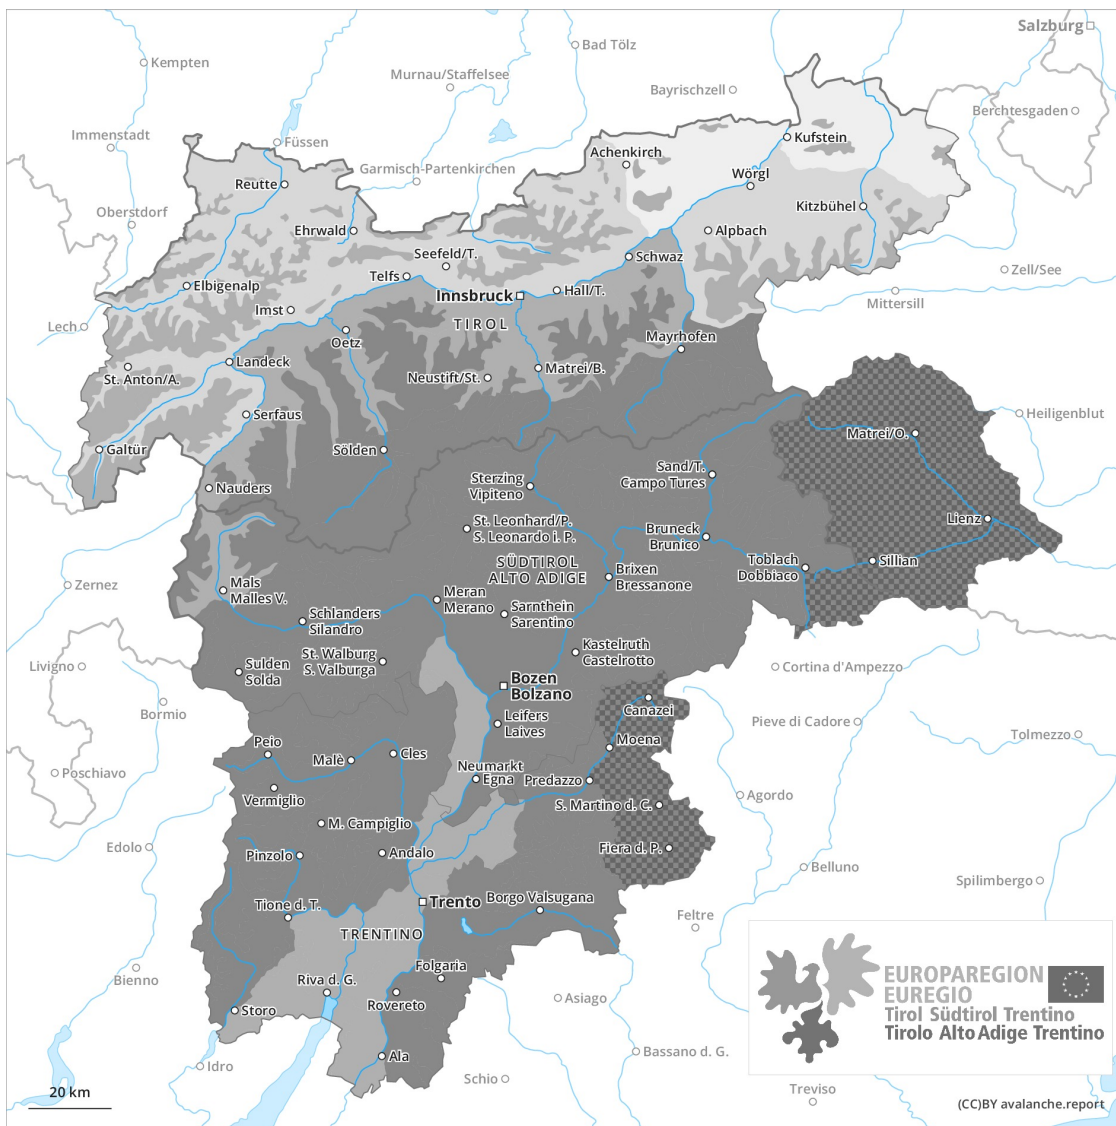 Salzburg
Bad Tölz
Kempten
Murnau/Staffelsee
Bayrischzell
Berchtesgaden
Immenstadt
Füssen
Kufstein
Achenkirch
Garmisch-Partenkirchen
Wörgl
Reutte
Kitzbühel
Oberstdorf
Ehrwald
Alpbach
Seefeld/T.
Schwaz
Zell/See
Telfs
Elbigenalp
Hall/T.
Innsbruck
Mittersill
Imst
Lech
TIROL
Oetz
Mayrhofen
Landeck
Matrei/B.
St. Anton/A.
Neustift/St.
Serfaus
Heiligenblut
Matrei/O.
Galtür
Sölden
Sand/T.
Campo Tures
Sterzing
Vipiteno
Nauders
Lienz
St. Leonhard/P.
S. Leonardo i. P.
Bruneck
Brunico
SÜDTIROL
ALTO ADIGE
Toblach
Dobbiaco
Sillian
Brixen
Bressanone
Zernez
Mals
Malles V.
Meran
Merano
Sarnthein
Sarentino
Schlanders
Silandro
Kastelruth
Castelrotto
St. Walburg
S. Valburga
Livigno
Sulden
Solda
Cortina d'Ampezzo
Bozen
Bolzano
Bormio
Canazei
Leifers
Laives
Pieve di Cadore
Tolmezzo
Moena
Peio
Malè
Cles
Neumarkt
Egna
Predazzo
Poschiavo
Vermiglio
Agordo
S. Martino d. C.
M. Campiglio
Edolo
Fiera d. P.
Pinzolo
Andalo
Belluno
Spilimbergo
Trento
Borgo Valsugana
Tione d. T.
Feltre
TRENTINO
Folgaria
Bienno
Riva d. G.
Rovereto
Asiago
Storo
EUROPAREGION
EUREGIO
Tirol Südtirol Trentino
Tirolo Alto Adige Trentino
Ala
Bassano d. G.
Idro
Schio
Treviso
20 km
(CC)BY avalanche.report